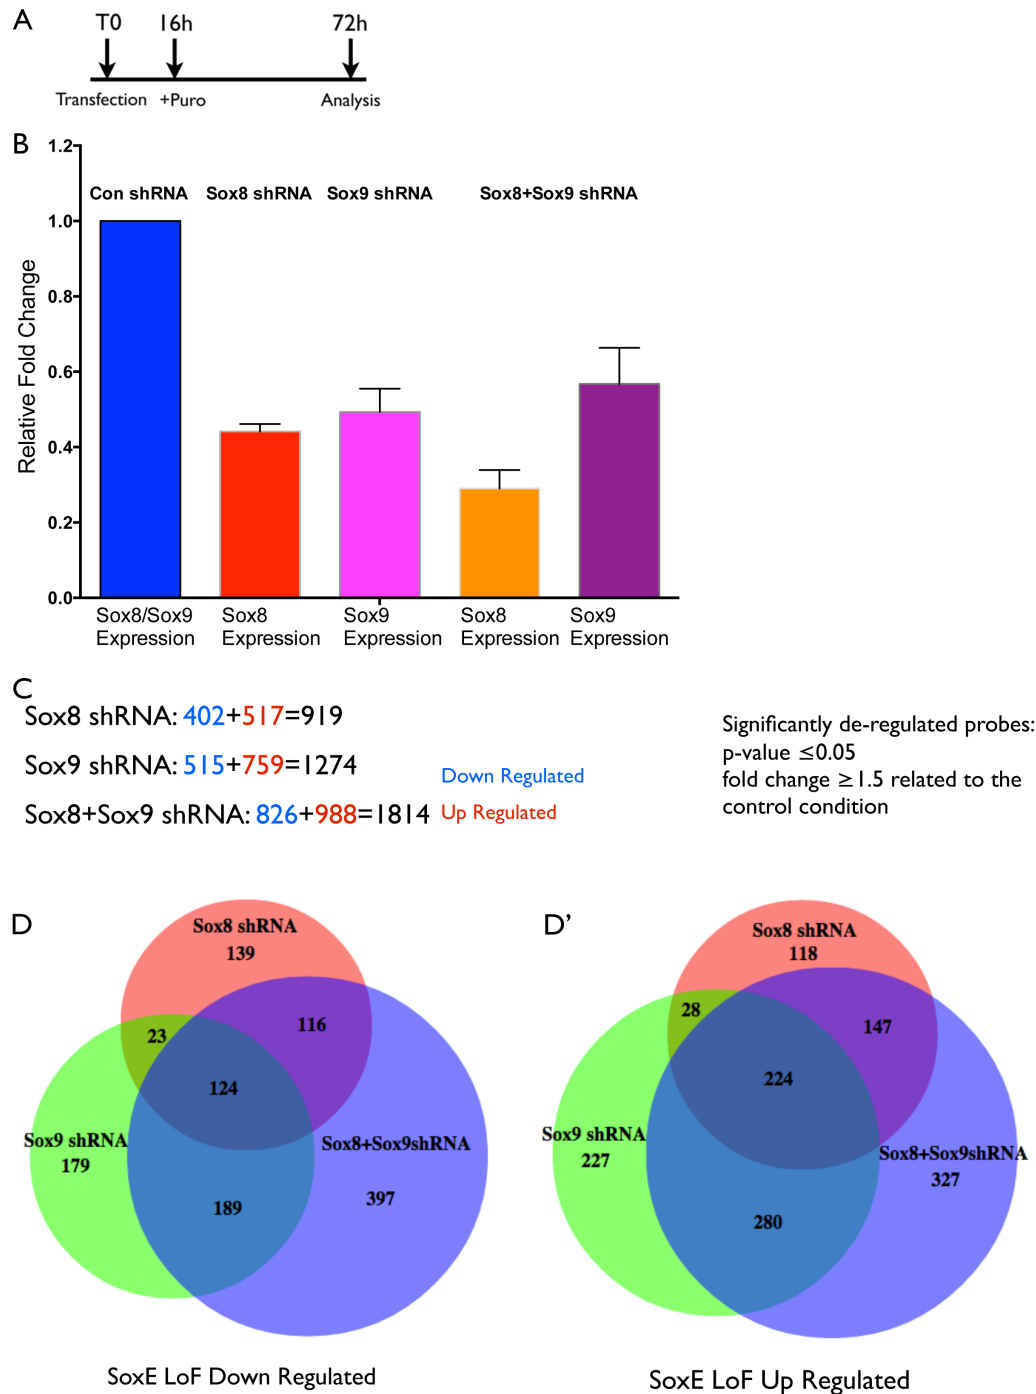 A
T0 16h 72h
Transfection +Puro Analysis
B
1.2
1.0
0.8
0.6
0.4
0.2
0.0
Relative Fold Change
Con shRNA Sox8 shRNA Sox9 shRNA Sox8+Sox9 shRNA
Sox8/Sox9 Sox8 Sox9 Sox8 Sox9
Expression Expression Expression Expression Expression
C
Sox8 shRNA: 402+517=919
Sox9 shRNA: 515+759=1274
Sox8+Sox9 shRNA: 826+988=1814
Down Regulated
Up Regulated
Significantly de-regulated probes:
p-value ≤0.05
fold change ≥1.5 related to the
control condition
D
Sox8 shRNA
139
23
116
124
Sox9 shRNA
179
Sox8+Sox9shRNA
397
189
SoxE LoF Down Regulated
D’
Sox8 shRNA
118
28
147
224
Sox9 shRNA
227
Sox8+Sox9shRNA
327
280
SoxE LoF Up Regulated